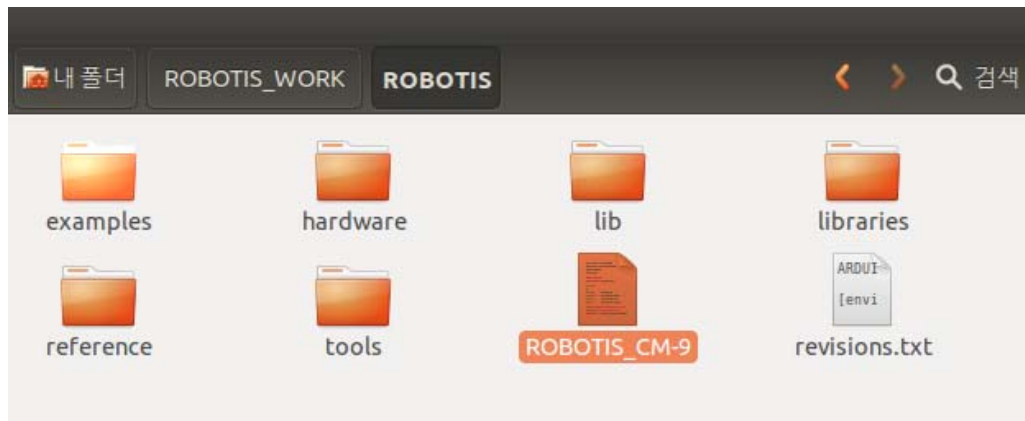 내 폴더 ROBOTIS_WORK ROBOTIS 검색
examples hardware lib libraries
ARDUI
[envi
reference tools ROBOTIS_CM-9 revisions.txt